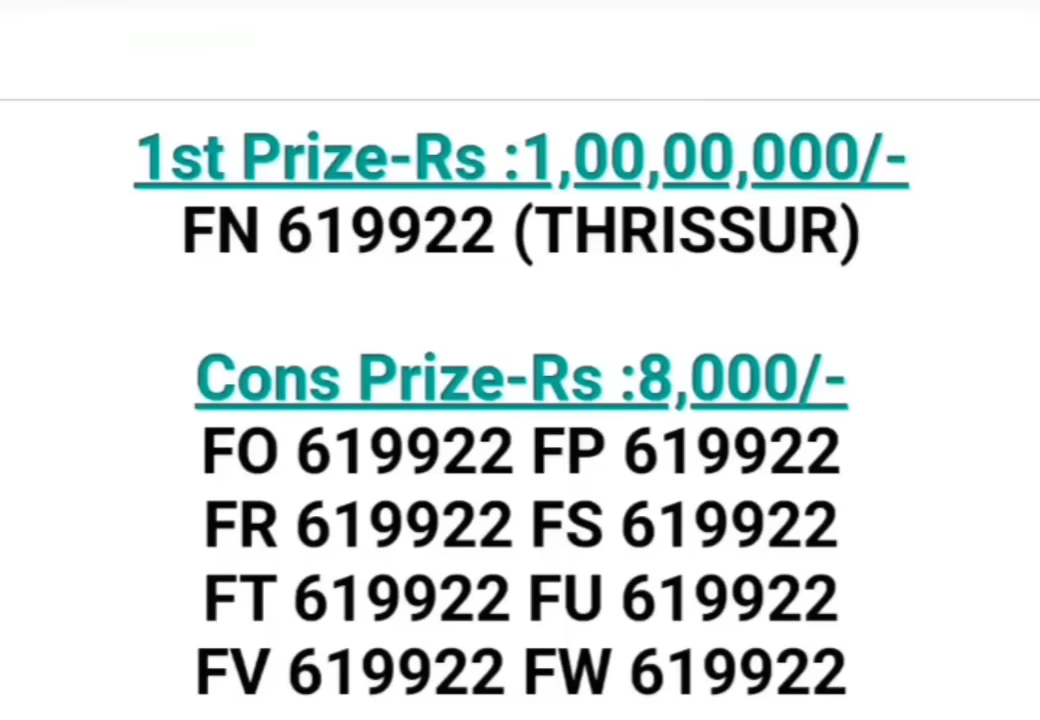 1st Prize-Rs :1,00,00,000/-
FN 619922 (THRISSUR)
Cons Prize-Rs :8,000/-
FO 619922 FP 619922
FR 619922 FS 619922
FT 619922 FU 619922
FV 619922 FW 619922